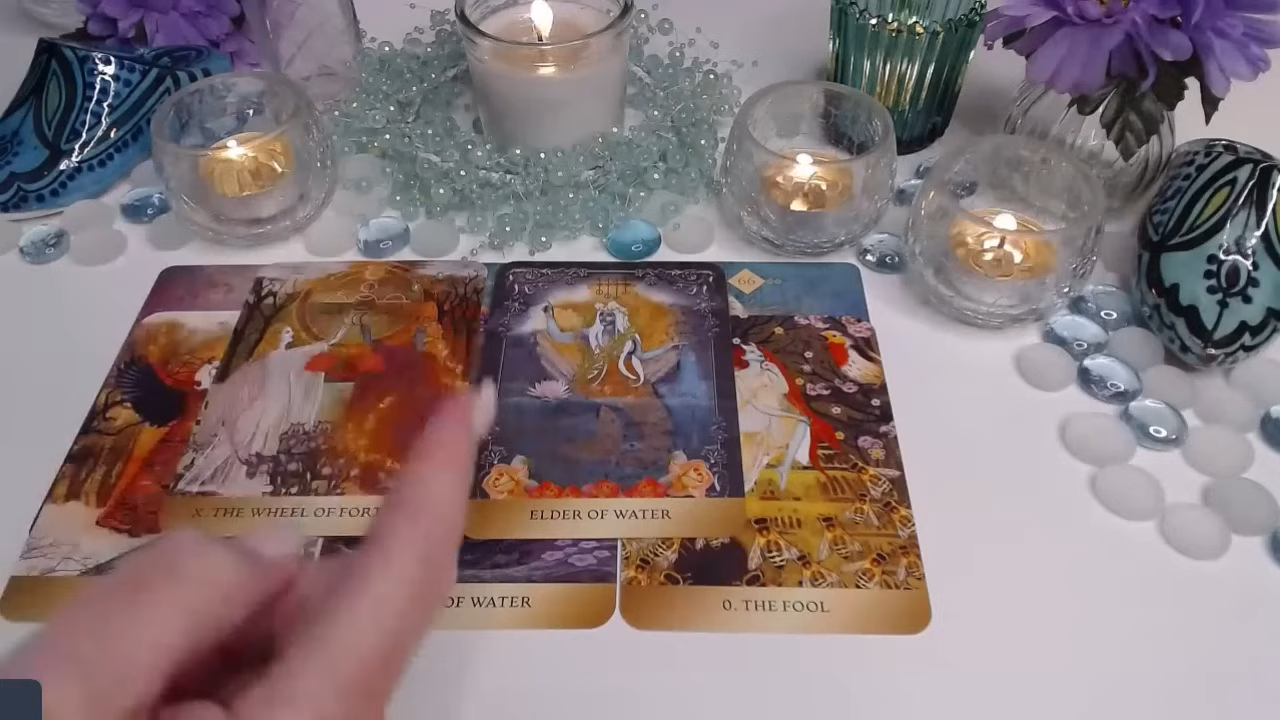 66
X. THE WHEEL OF FORT
ELDER OF WATER
OF WATER
0. THE FOOL